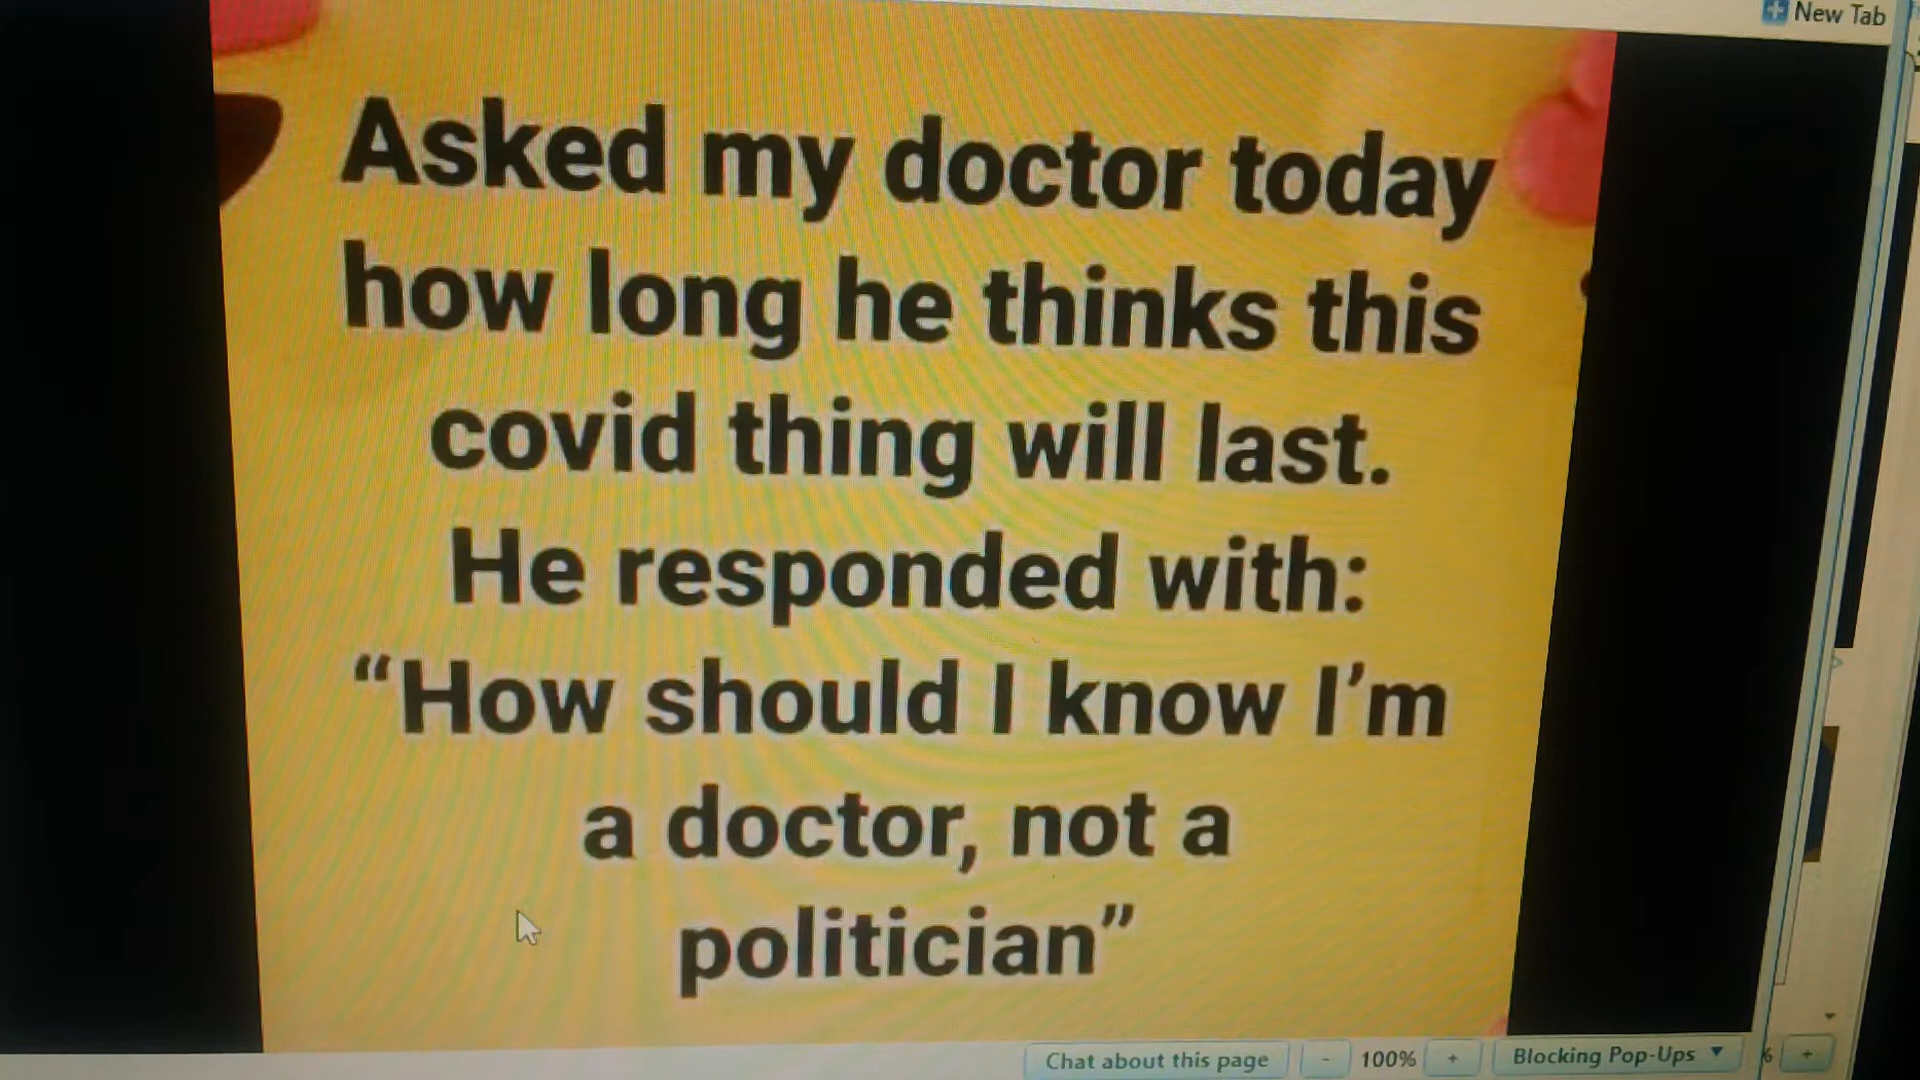 New Tab
Asked my doctor today
how long he thinks this
covid thing will last.
He responded with:
“How should I know I’m
a doctor, not a
politician”
Chat about this page - 100% + Blocking Pop-Ups ▼ % +